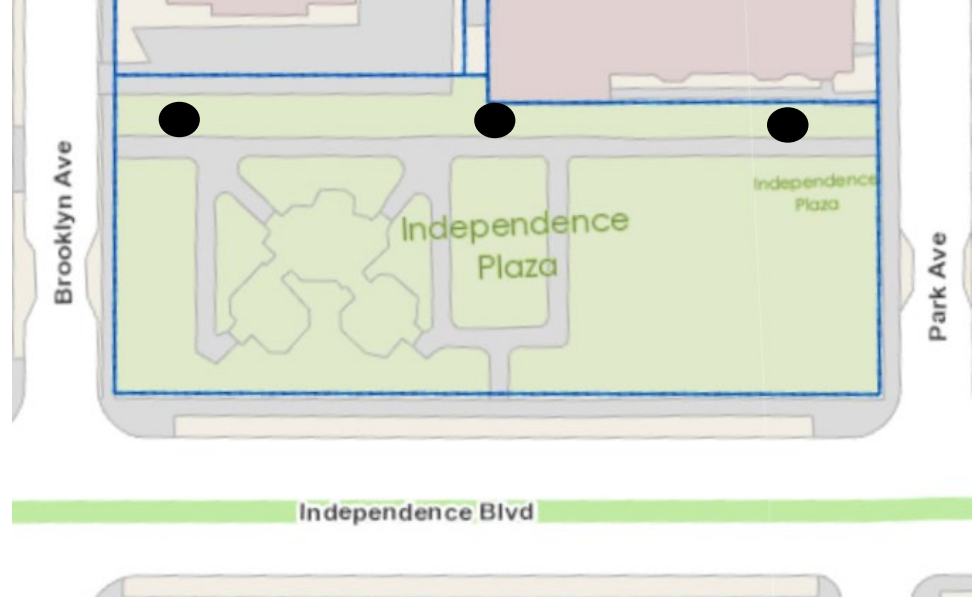 Brooklyn Ave
Independence
Plaza
Independence
Plaza
Park Ave
Independence Blvd